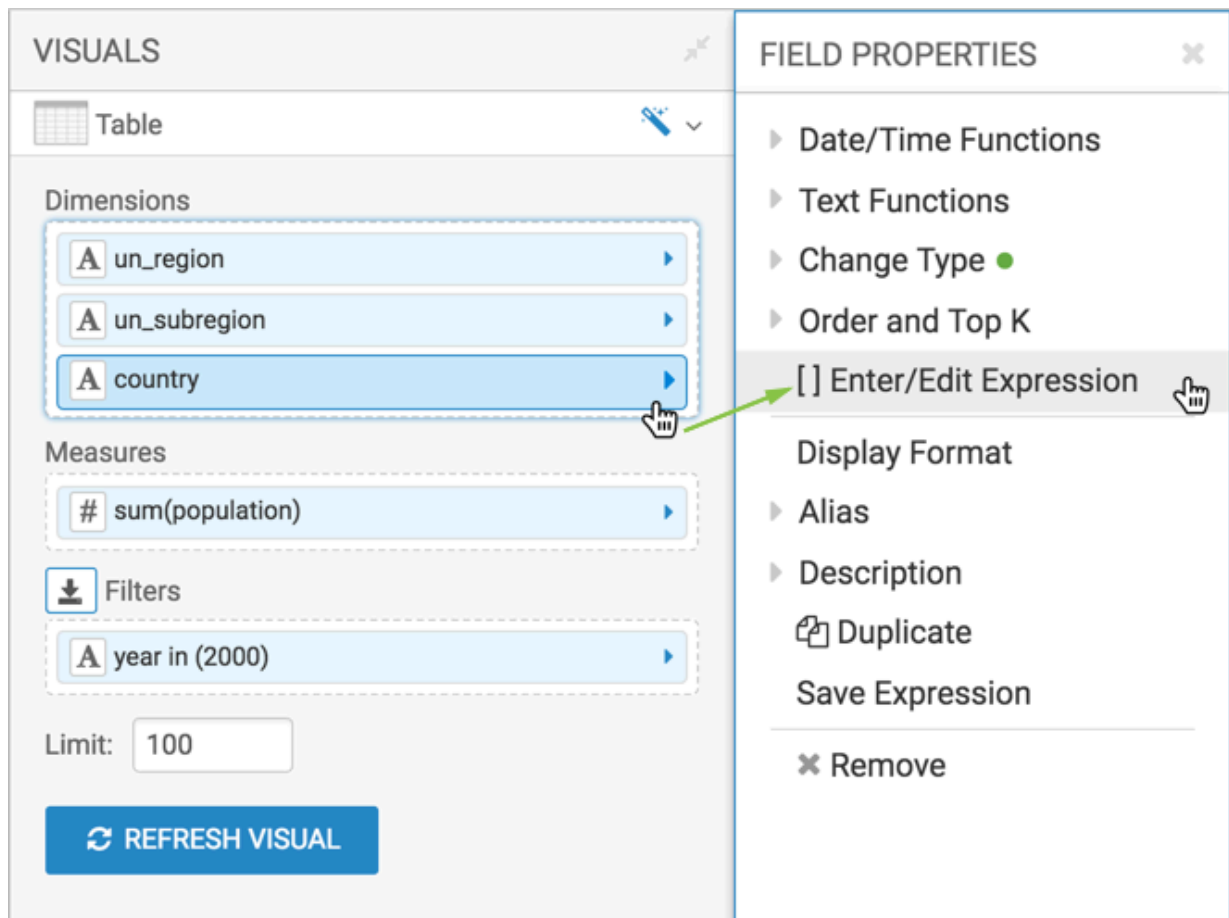 VISUALS
Table
Dimensions
A un_region
A un_subregion
A country
Measures
# sum(population)
Filters
A year in (2000)
Limit: 100
REFRESH VISUAL
FIELD PROPERTIES
Date/Time Functions
Text Functions
Change Type
Order and Top K
[ ] Enter/Edit Expression
Display Format
Alias
Description
Duplicate
Save Expression
Remove